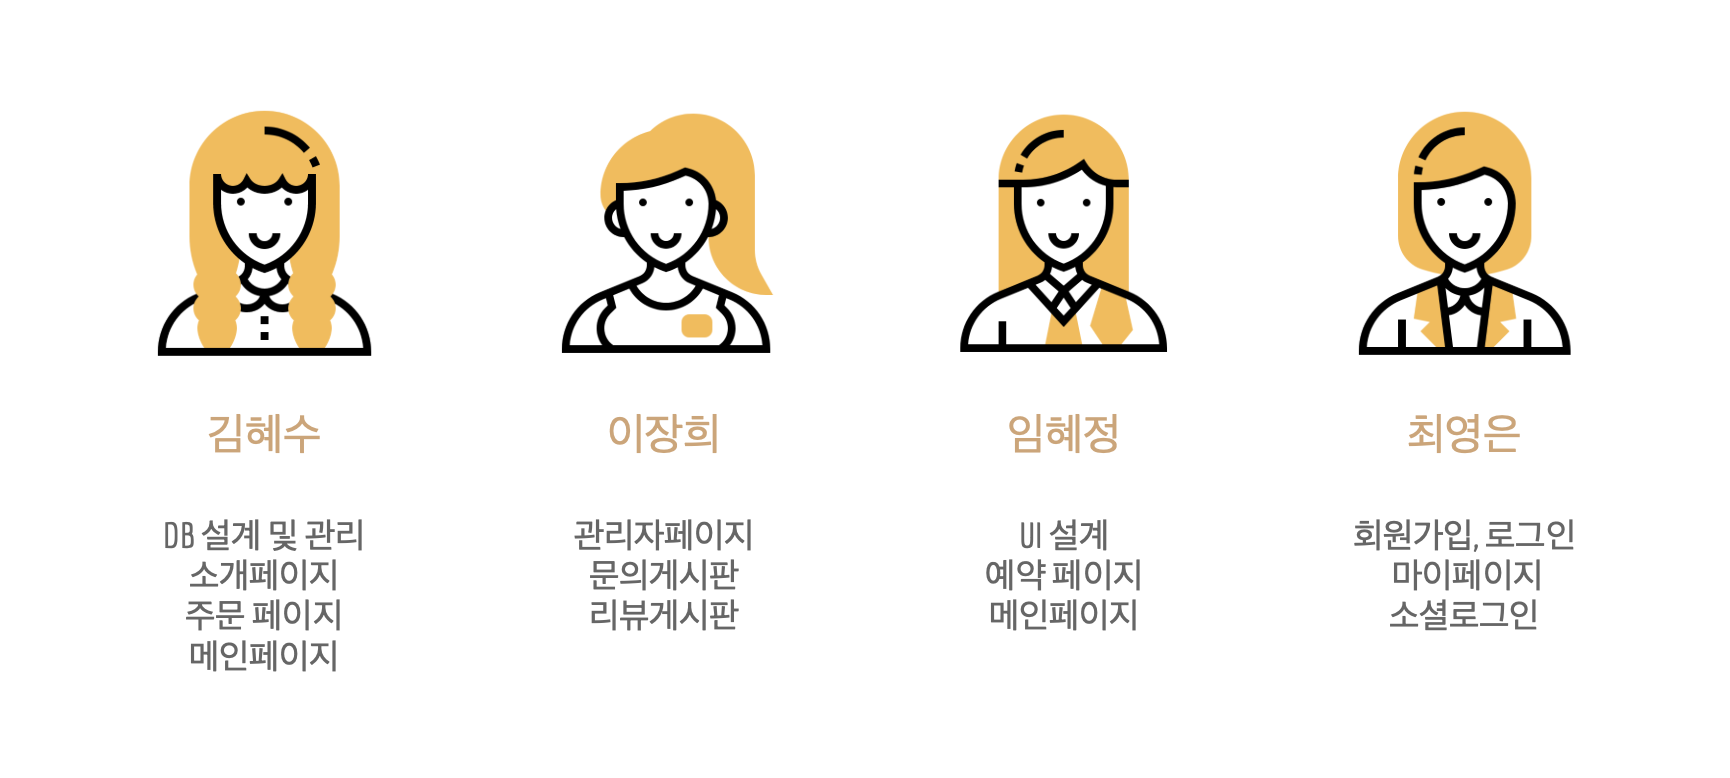 김혜수
DB 설계 및 관리
소개페이지
주문 페이지
메인페이지
이장희
관리자페이지
문의게시판
리뷰게시판
임혜정
UI 설계
예약 페이지
메인페이지
최영은
회원가입, 로그인
마이페이지
소셜로그인